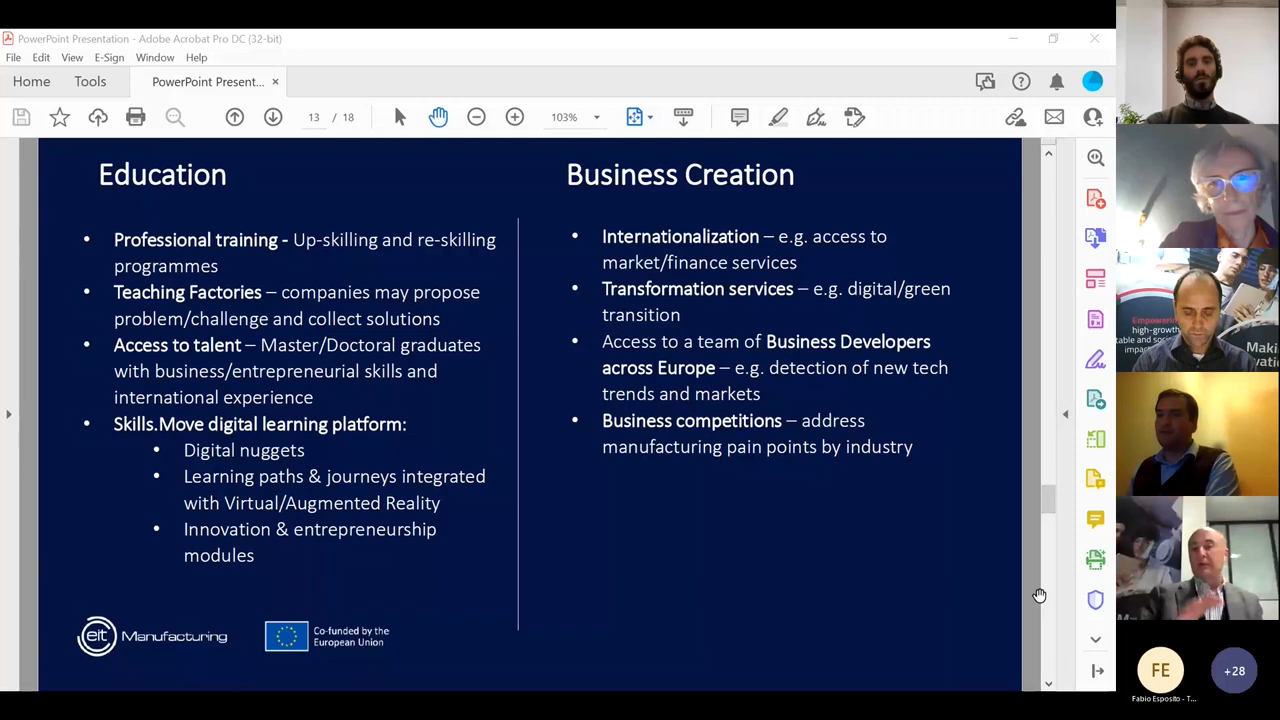 PowerPoint Presentation - Adobe Acrobat Pro DC (32-bit)
File Edit View E-Sign Window Help
Home Tools PowerPoint Present... ×
13 / 18 103%
Education
• Professional training - Up-skilling and re-skilling
programmes
• Teaching Factories – companies may propose
problem/challenge and collect solutions
• Access to talent – Master/Doctoral graduates
with business/entrepreneurial skills and
international experience
• Skills.Move digital learning platform:
• Digital nuggets
• Learning paths & journeys integrated
with Virtual/Augmented Reality
• Innovation & entrepreneurship
modules
Business Creation
• Internationalization – e.g. access to
market/finance services
• Transformation services – e.g. digital/green
transition
• Access to a team of Business Developers
across Europe – e.g. detection of new tech
trends and markets
• Business competitions – address
manufacturing pain points by industry
eit Manufacturing
Co-funded by the
European Union
Empowering
high-growth
impact
FE
+28
Fabio Esposito - T...